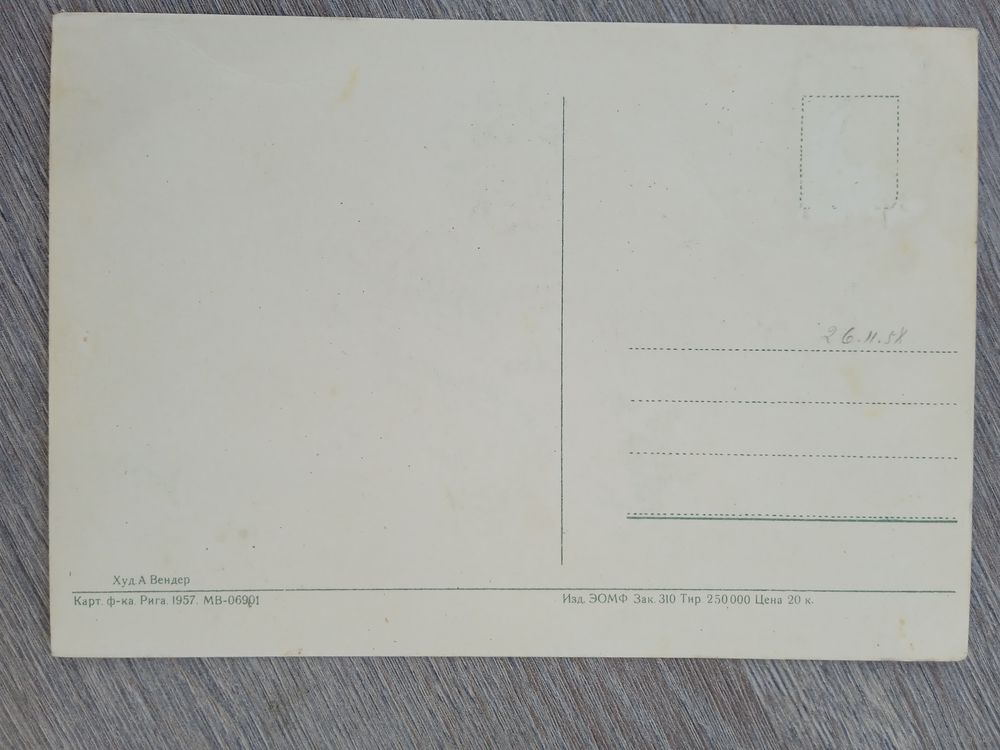 26.11.58
Худ.А Вендер
Карт. ф-ка. Рига. 1957. МВ-06901
Изд. ЭОМФ Зак. 310 Тир. 250000 Цена 20 к.